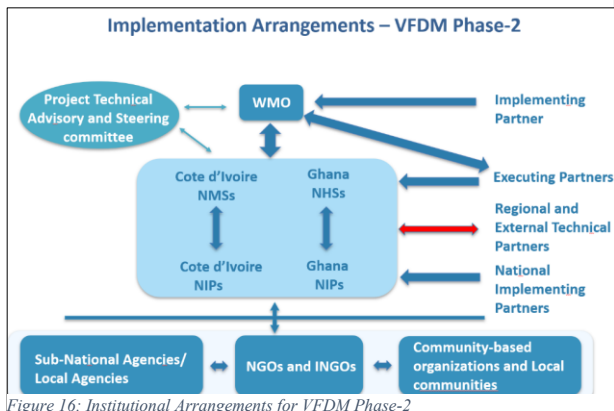 Implementation Arrangements – VFDM Phase-2
Project Technical
Advisory and Steering
committee
WMO
Implementing
Partner
Cote d'Ivoire
NMSs
Ghana
NHSs
Executing Partners
Regional and
External Technical
Partners
Cote d'Ivoire
NIPs
Ghana
NIPs
National
Implementing
Partners
Sub-National Agencies/
Local Agencies
NGOs and INGOs
Community-based
organizations and Local
communities
Figure 16: Institutional Arrangements for VFDM Phase-2